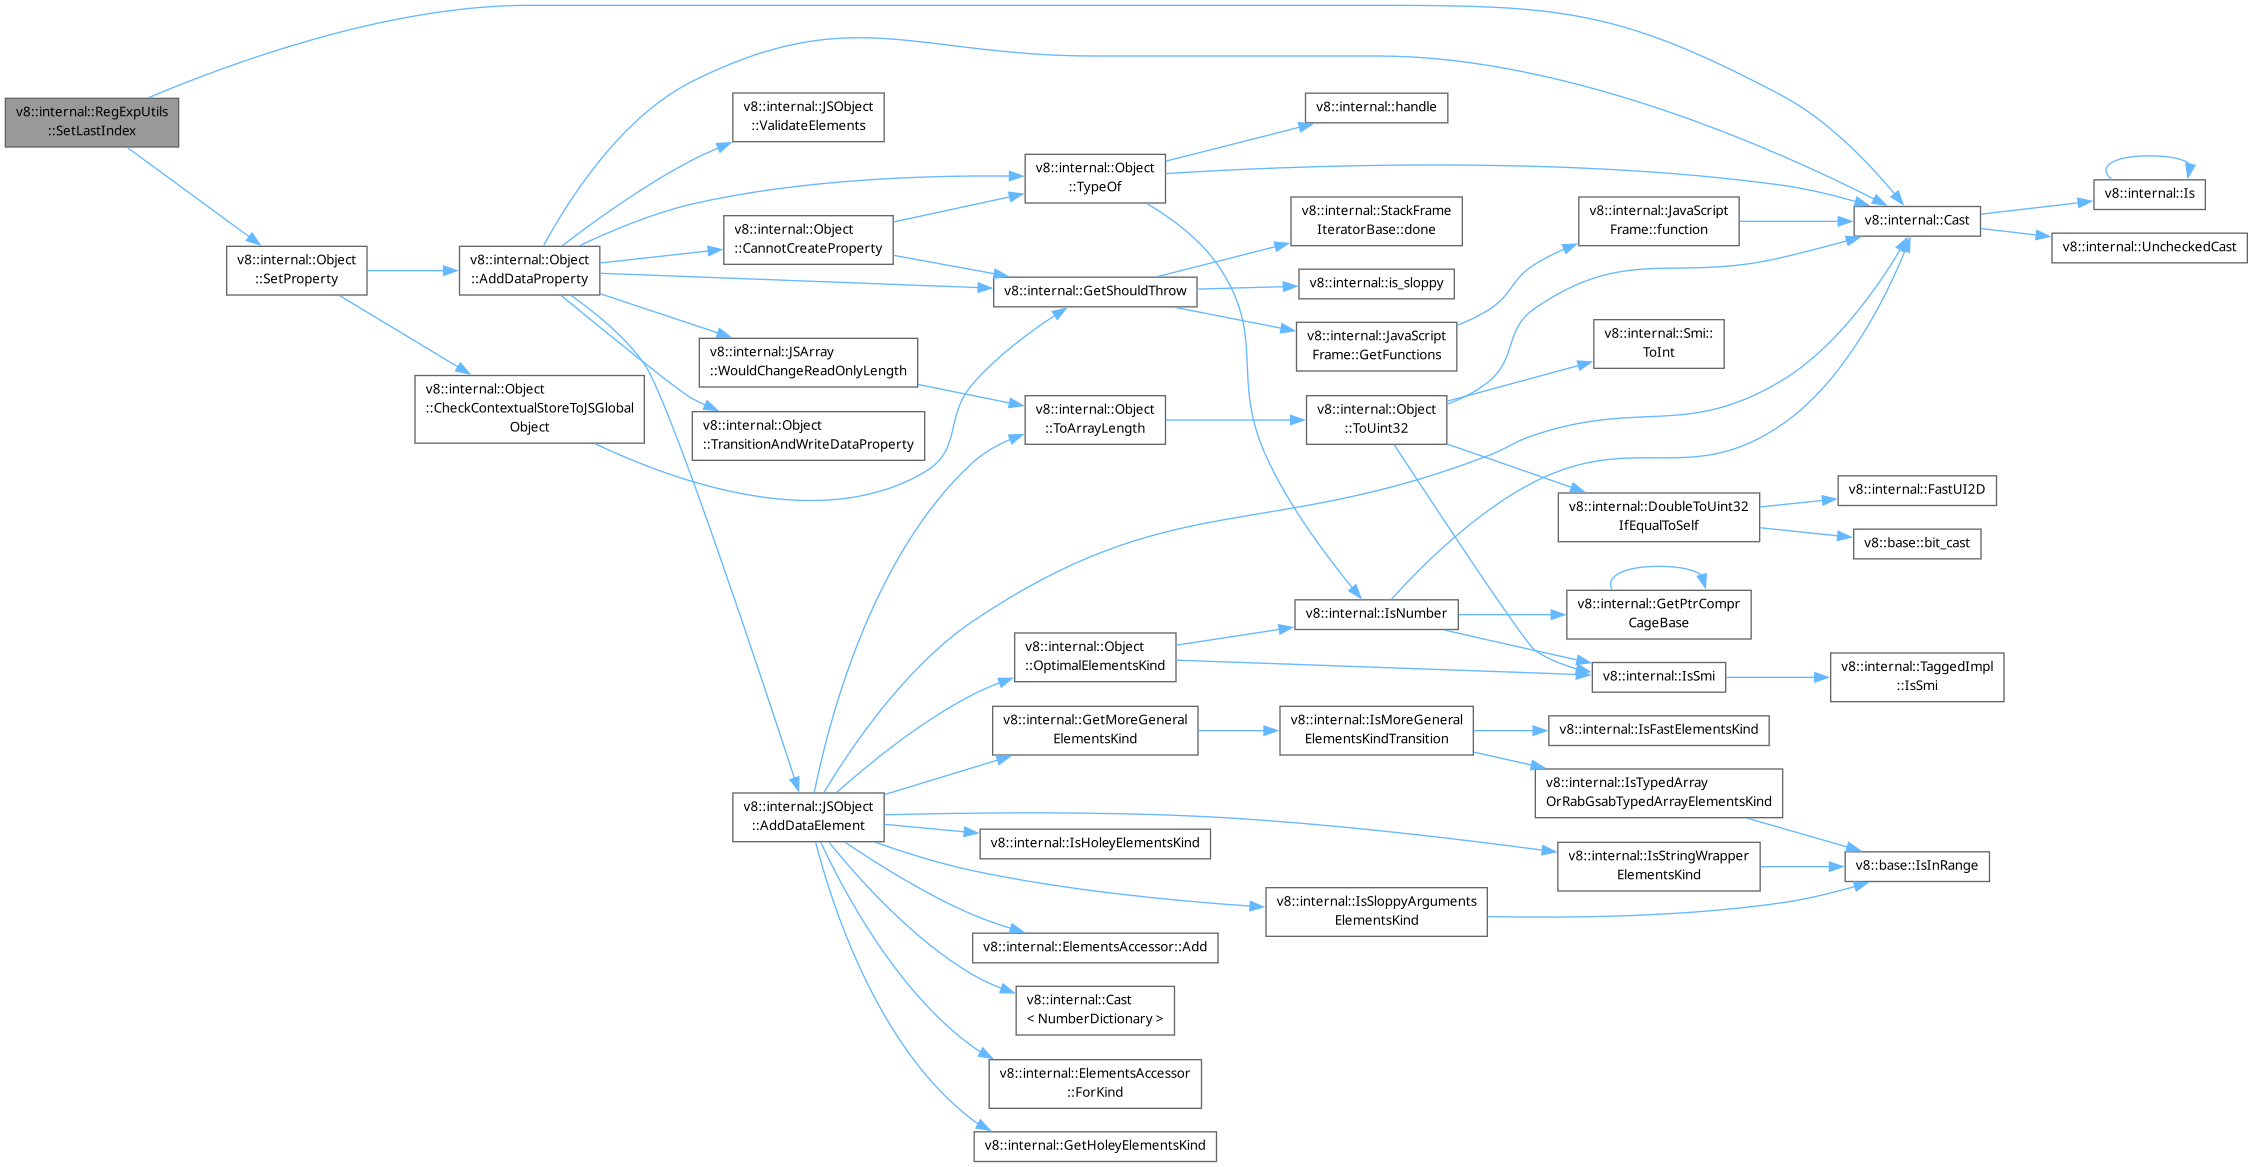 v8::internal::RegExpUtils
::SetLastIndex
v8::internal::Object
::SetProperty
v8::internal::Object
::AddDataProperty
v8::internal::Object
::CheckContextualStoreToJSGlobal
Object
v8::internal::JSObject
::ValidateElements
v8::internal::Object
::CannotCreateProperty
v8::internal::JSArray
::WouldChangeReadOnlyLength
v8::internal::Object
::TransitionAndWriteDataProperty
v8::internal::JSObject
::AddDataElement
v8::internal::Object
::TypeOf
v8::internal::GetShouldThrow
v8::internal::Object
::ToArrayLength
v8::internal::Object
::OptimalElementsKind
v8::internal::GetMoreGeneral
ElementsKind
v8::internal::IsHoleyElementsKind
v8::internal::ElementsAccessor::Add
v8::internal::Cast
< NumberDictionary >
v8::internal::ElementsAccessor
::ForKind
v8::internal::GetHoleyElementsKind
v8::internal::handle
v8::internal::StackFrame
IteratorBase::done
v8::internal::is_sloppy
v8::internal::JavaScript
Frame::GetFunctions
v8::internal::Object
::ToUint32
v8::internal::IsNumber
v8::internal::IsMoreGeneral
ElementsKindTransition
v8::internal::IsSloppyArguments
ElementsKind
v8::internal::JavaScript
Frame::function
v8::internal::Smi::
ToInt
v8::internal::DoubleToUint32
IfEqualToSelf
v8::internal::GetPtrCompr
CageBase
v8::internal::IsSmi
v8::internal::IsFastElementsKind
v8::internal::IsTypedArray
OrRabGsabTypedArrayElementsKind
v8::internal::IsStringWrapper
ElementsKind
v8::internal::Cast
v8::internal::FastUI2D
v8::base::bit_cast
v8::internal::TaggedImpl
::IsSmi
v8::base::IsInRange
v8::internal::Is
v8::internal::UncheckedCast